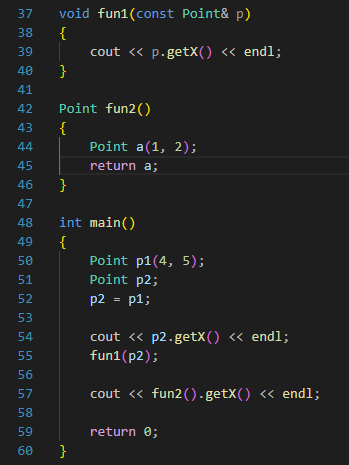 37 void fun1(const Point& p)
38 {
39     cout << p.getX() << endl;
40 }
41
42 Point fun2()
43 {
44     Point a(1, 2);
45     return a;
46 }
47
48 int main()
49 {
50     Point p1(4, 5);
51     Point p2;
52     p2 = p1;
53
54     cout << p2.getX() << endl;
55     fun1(p2);
56
57     cout << fun2().getX() << endl;
58
59     return 0;
60 }